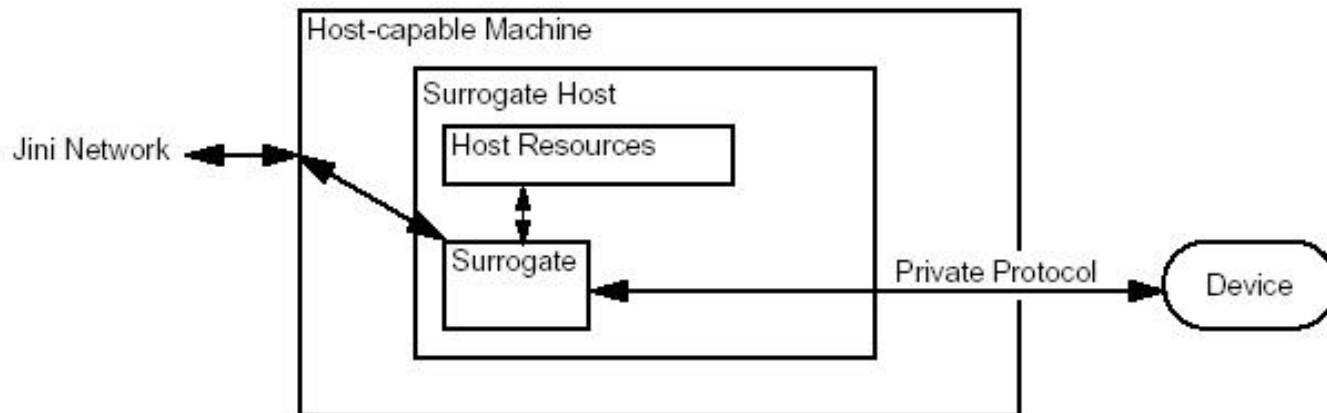 Host-capable Machine
Surrogate Host
Host Resources
Jini Network
Surrogate
Private Protocol
Device